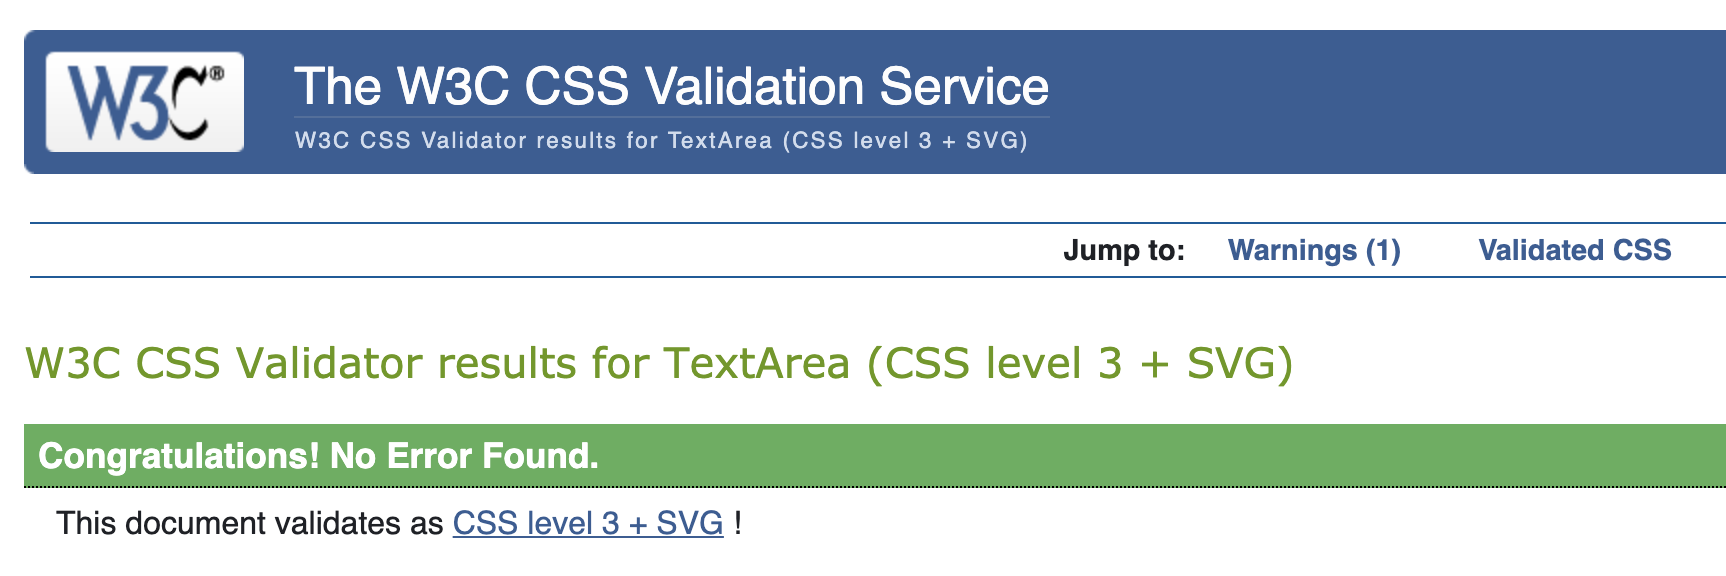 W3C®
The W3C CSS Validation Service
W3C CSS Validator results for TextArea (CSS level 3 + SVG)
Jump to: Warnings (1) Validated CSS
W3C CSS Validator results for TextArea (CSS level 3 + SVG)
Congratulations! No Error Found.
This document validates as CSS level 3 + SVG !